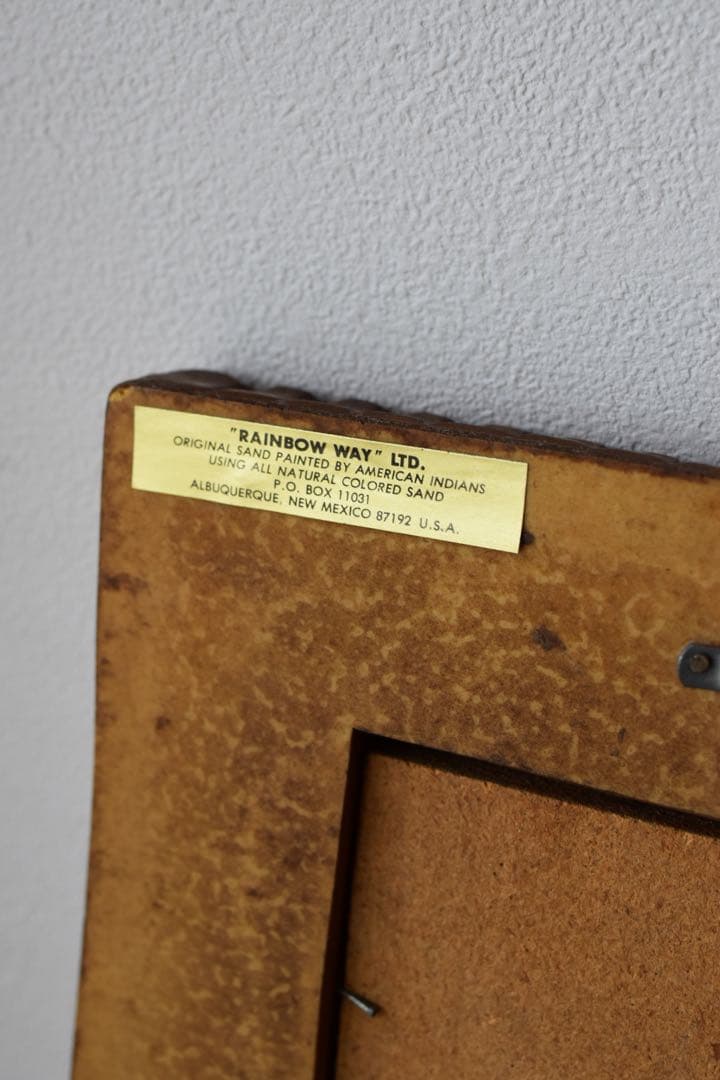 "RAINBOW WAY" LTD.
ORIGINAL SAND PAINTED BY AMERICAN INDIANS
USING ALL NATURAL COLORED SAND
P.O. BOX 11031
ALBUQUERQUE, NEW MEXICO 87192 U.S.A.